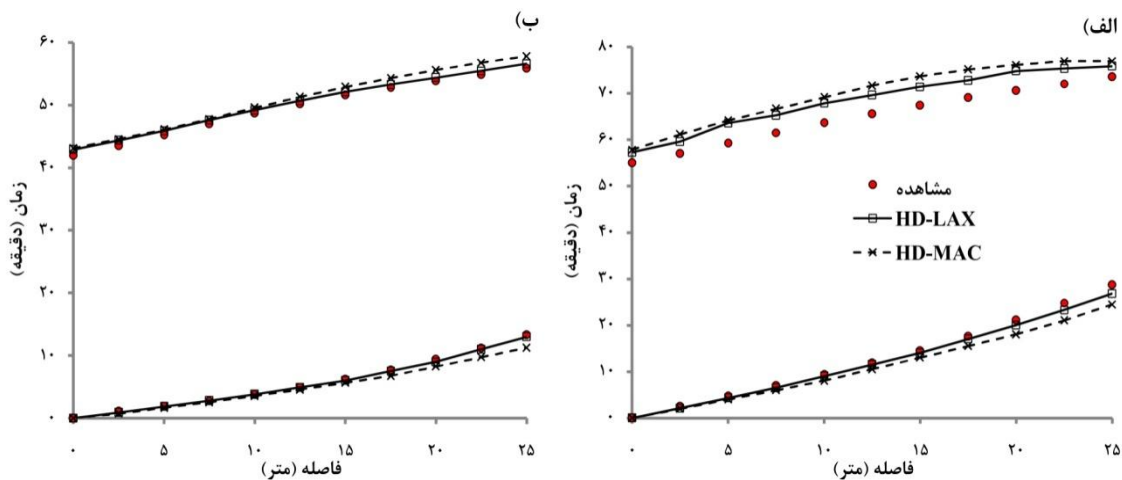 الف)
۸۰
۷۰
۶۰
۵۰
۴۰
۳۰
۲۰
۱۰
۰
زمان (دقیقه)
مشاهده
HD-LAX
HD-MAC
۰ ۵ ۱۰ ۱۵ ۲۰ ۲۵
فاصله (متر)
ب)
۶۰
۵۰
۴۰
۳۰
۲۰
۱۰
۰
زمان (دقیقه)
۰ ۵ ۱۰ ۱۵ ۲۰ ۲۵
فاصله (متر)